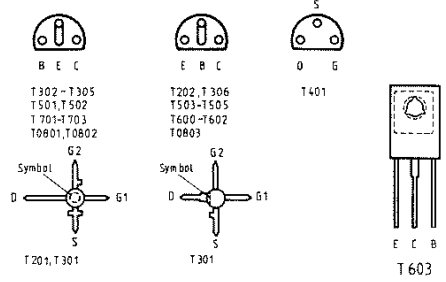 S
B E C
E B C
D G
T302-T305
T501,T502
T701-T703
T0801,T0802
T202,T306
T503-T505
T600-T602
T0803
T401
G2
Symbol
D
G1
S
T201,T301
G2
Symbol
D
G1
S
T301
E C B
T603